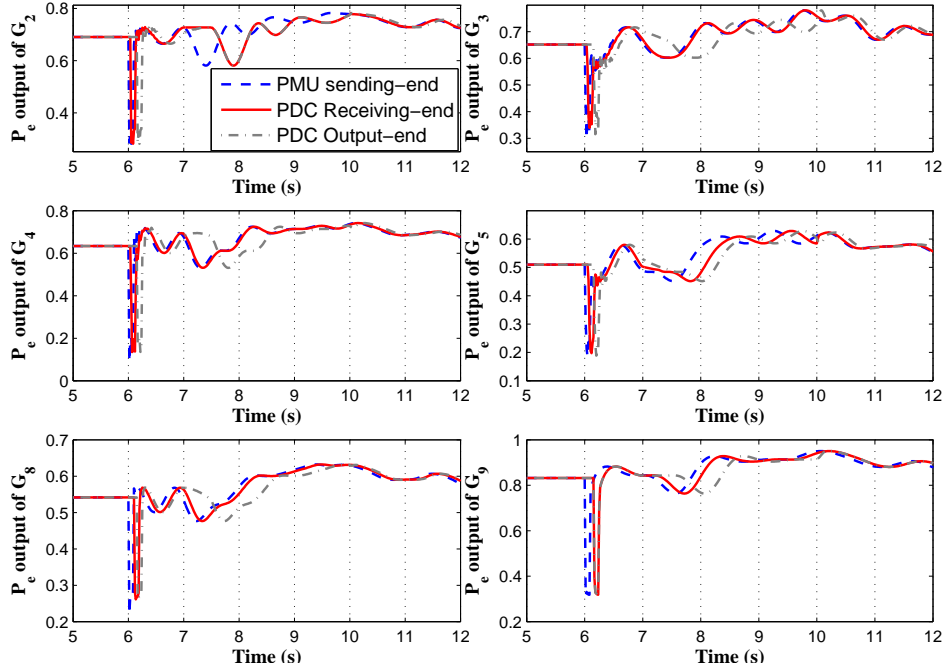 P_e output of G_2
0.8
0.6
0.4
5 6 7 8 9 10 11 12
Time (s)
PMU sending-end
PDC Receiving-end
PDC Output-end
P_e output of G_3
0.7
0.6
0.5
0.4
0.3
5 6 7 8 9 10 11 12
Time (s)
P_e output of G_4
0.8
0.6
0.4
0.2
0
5 6 7 8 9 10 11 12
Time (s)
P_e output of G_5
0.6
0.5
0.4
0.3
0.2
0.1
5 6 7 8 9 10 11 12
Time (s)
P_e output of G_8
0.7
0.6
0.5
0.4
0.3
0.2
5 6 7 8 9 10 11 12
Time (s)
P_e output of G_9
1
0.8
0.6
0.4
0.2
5 6 7 8 9 10 11 12
Time (s)